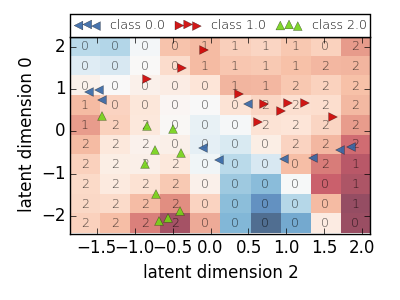 class 0.0 class 1.0 class 2.0
latent dimension 0
2
1
0
−1
−2
0 0 0 0 1 1 1 0 2
0 0 0 1 1 1 1 2 2
0 0 0 0 1 1 2 2 2
1 0 2 0 0 2 2
1 2 2 2 0 0 0 2 2
2 2 2 0 0 0 0
2 2 2 0 0 0 1
2 2 2 2 0 0 0 0 1
2 2 2 0 0 0 0 0 1
2 2 2 2 0 0 0 0 0 0
−1.5 −1.0 −0.5 0.0 0.5 1.0 1.5 2.0
latent dimension 2